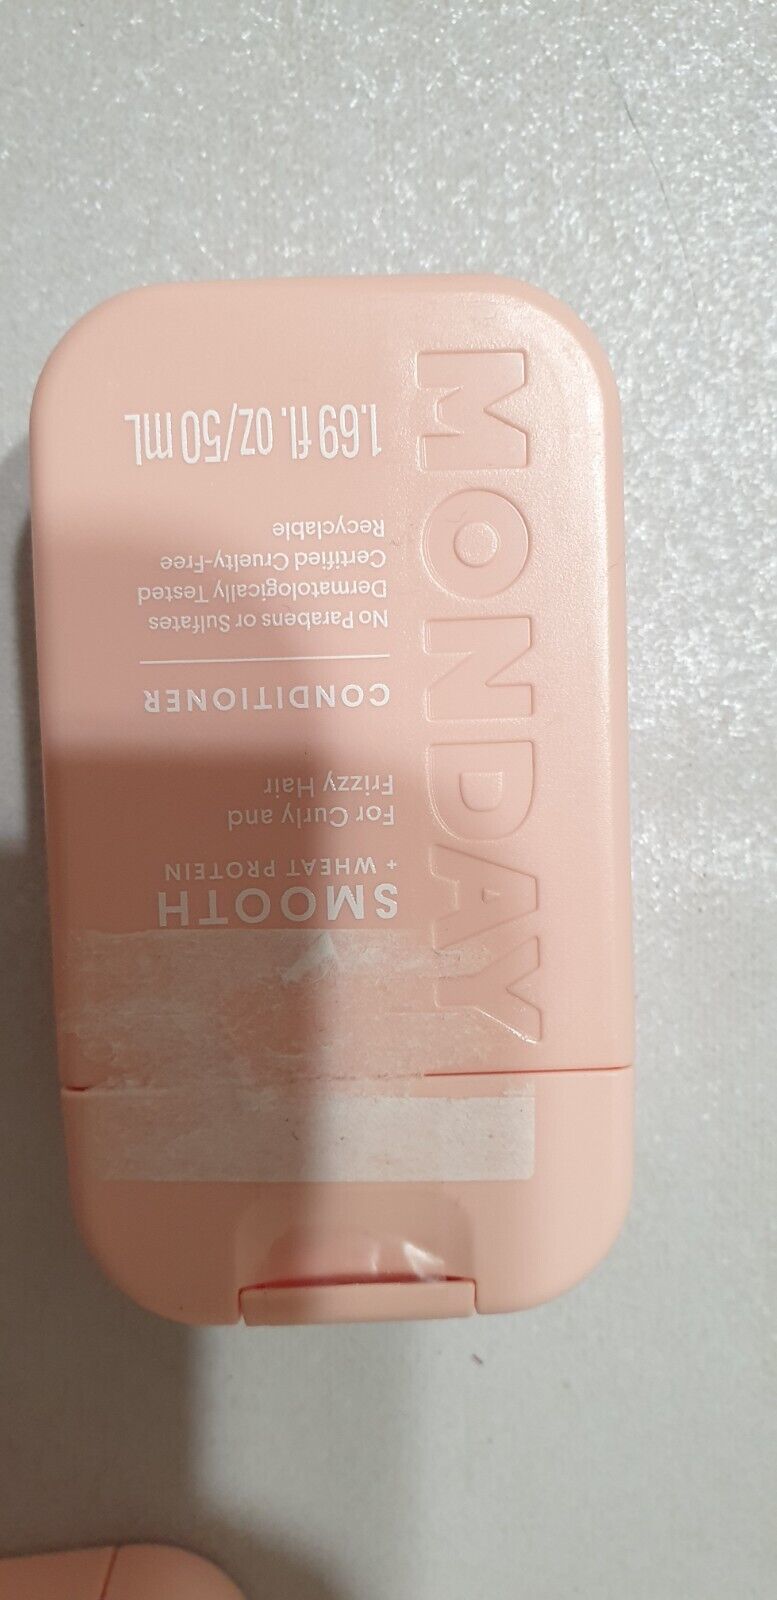 MONDAY
SMOOTH
+ WHEAT PROTEIN
For Curly and
Frizzy Hair
CONDITIONER
No Parabens or Sulfates
Dermatologically Tested
Certified Cruelty-Free
Recyclable
1.69 fl. oz/50 mL